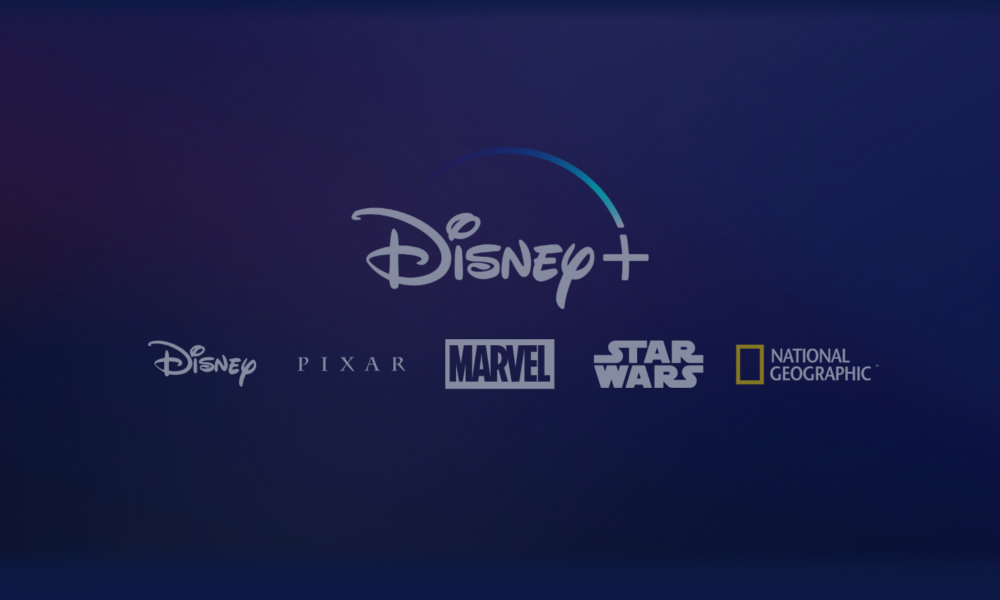 Disney+
Disney
PIXAR
MARVEL
STAR
WARS
NATIONAL
GEOGRAPHIC